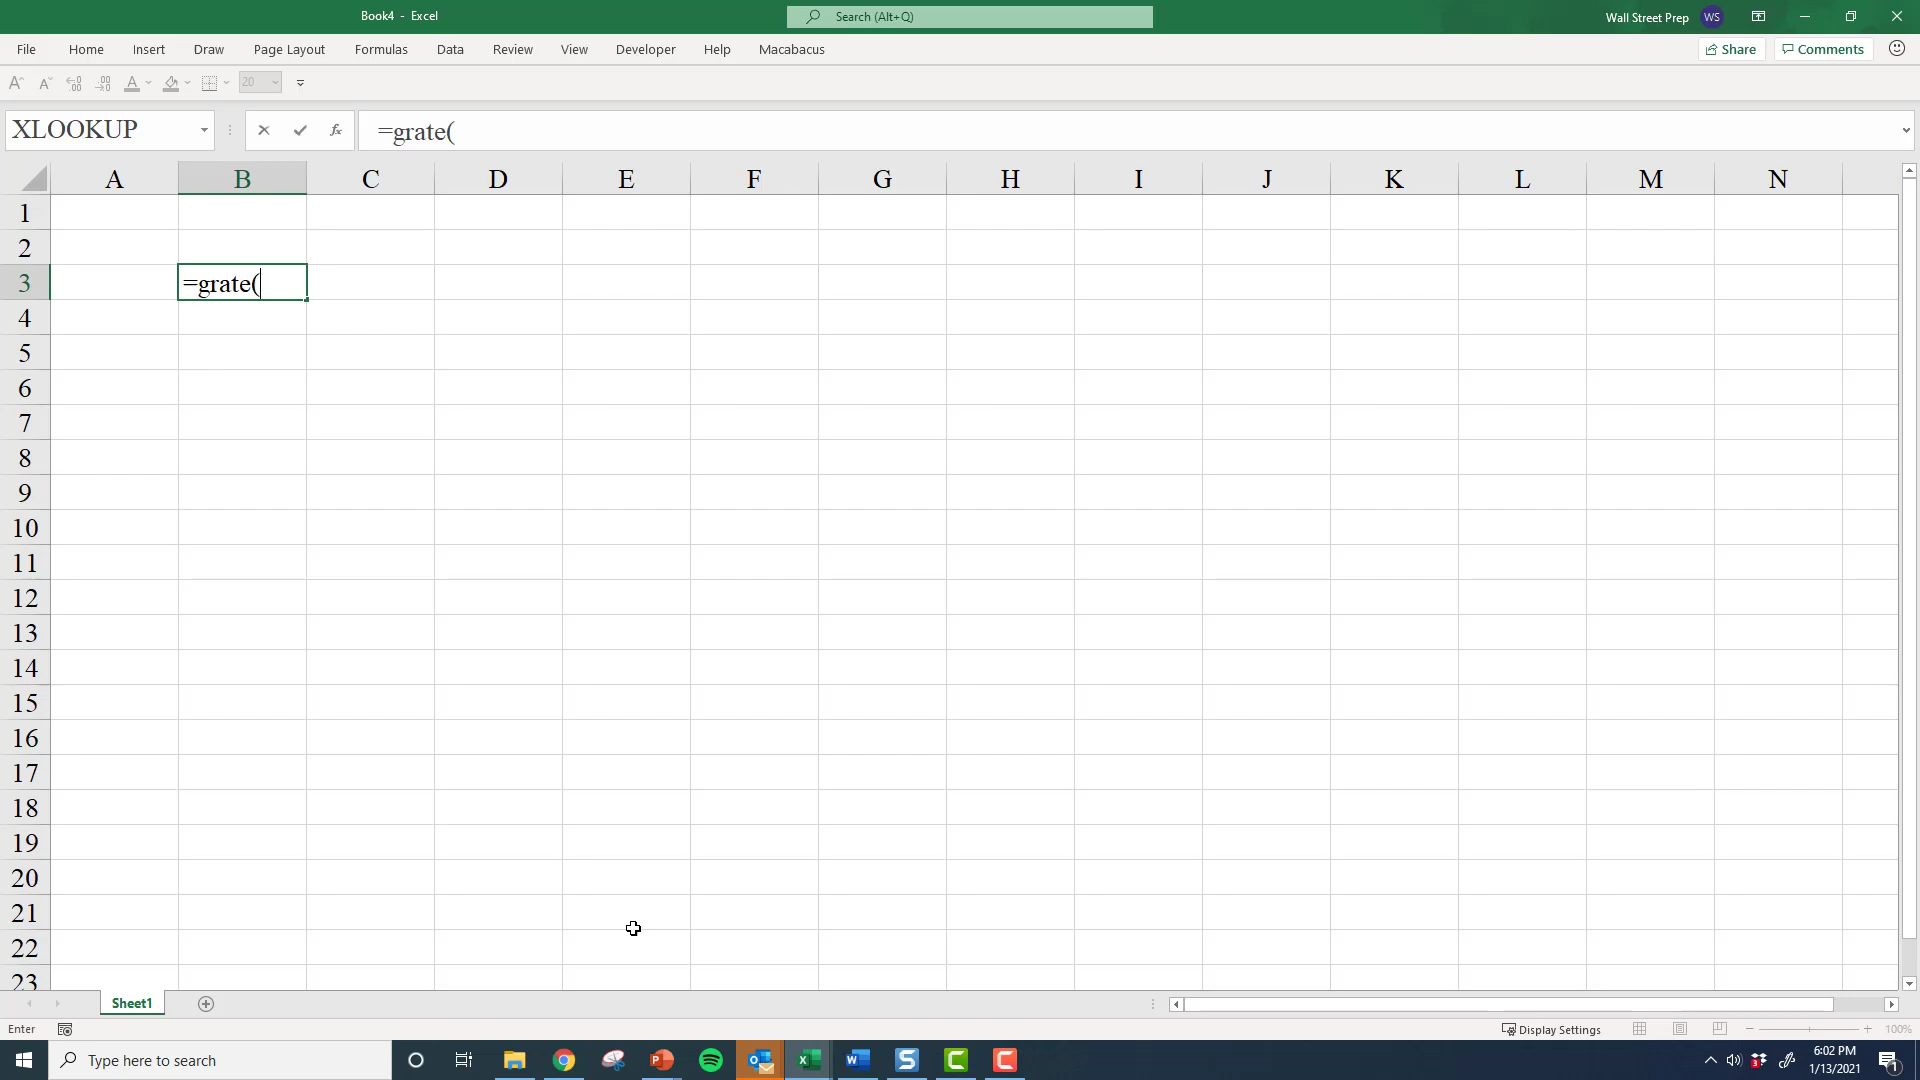 Book4 - Excel
Search (Alt+Q)
Wall Street Prep
WS
File Home Insert Draw Page Layout Formulas Data Review View Developer Help Macabacus
Share
Comments
20
XLOOKUP
fx
=grate(
A B C D E F G H I J K L M N
1
2
3 =grate(
4
5
6
7
8
9
10
11
12
13
14
15
16
17
18
19
20
21
22
23
Sheet1
Enter
Display Settings
100%
Type here to search
6:02 PM
1/13/2021